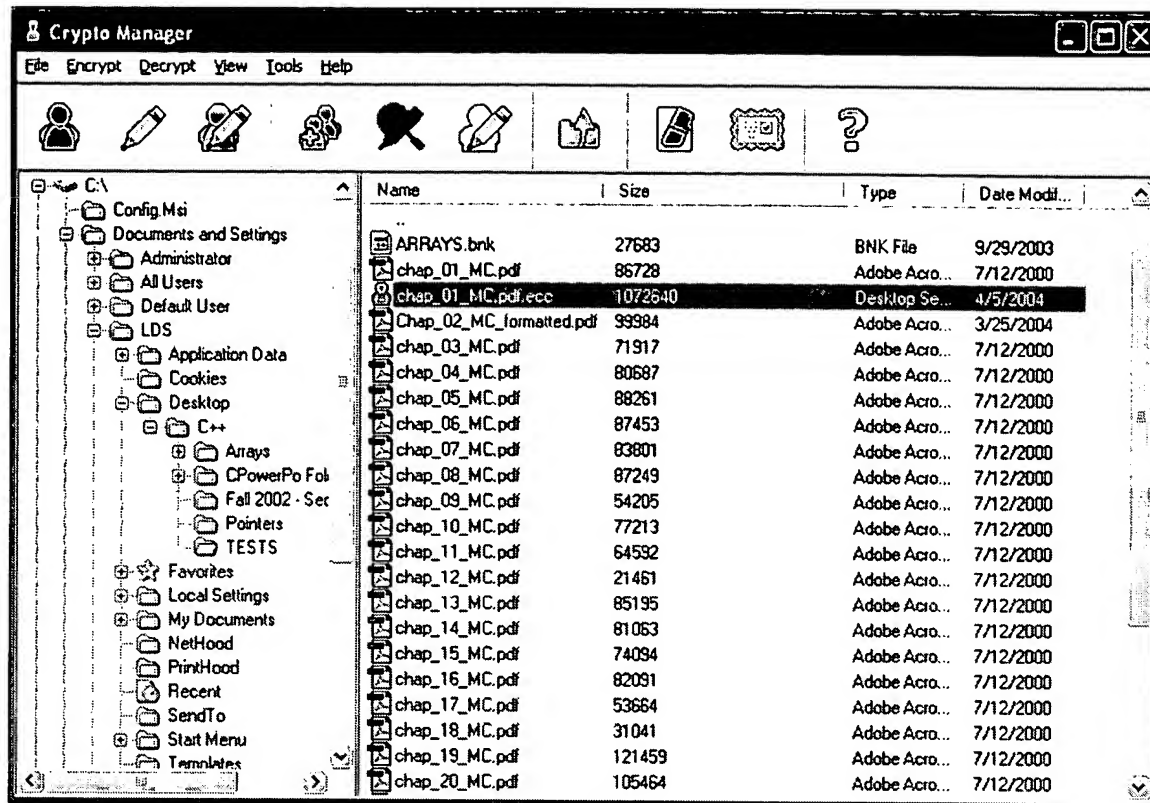 Crypto Manager
File Encrypt Decrypt View Tools Help
C:\
Config.Msi
Documents and Settings
Administrator
All Users
Default User
LDS
Application Data
Cookies
Desktop
C++
Arrays
CPowerPo Fol
Fall 2002 - Sec
Pointers
TESTS
Favorites
Local Settings
My Documents
NetHood
PrintHood
Recent
SendTo
Start Menu
Templates
Name Size Type Date Modif...
..
ARRAYS.bnk 27683 BNK File 9/29/2003
chap_01_MC.pdf 86728 Adobe Acro... 7/12/2000
chap_01_MC.pdf.ecc 1072640 Desktop Se... 4/5/2004
Chap_02_MC_formatted.pdf 99984 Adobe Acro... 3/25/2004
chap_03_MC.pdf 71917 Adobe Acro... 7/12/2000
chap_04_MC.pdf 80687 Adobe Acro... 7/12/2000
chap_05_MC.pdf 88261 Adobe Acro... 7/12/2000
chap_06_MC.pdf 87453 Adobe Acro... 7/12/2000
chap_07_MC.pdf 83801 Adobe Acro... 7/12/2000
chap_08_MC.pdf 87249 Adobe Acro... 7/12/2000
chap_09_MC.pdf 54205 Adobe Acro... 7/12/2000
chap_10_MC.pdf 77213 Adobe Acro... 7/12/2000
chap_11_MC.pdf 64592 Adobe Acro... 7/12/2000
chap_12_MC.pdf 21461 Adobe Acro... 7/12/2000
chap_13_MC.pdf 85195 Adobe Acro... 7/12/2000
chap_14_MC.pdf 81063 Adobe Acro... 7/12/2000
chap_15_MC.pdf 74094 Adobe Acro... 7/12/2000
chap_16_MC.pdf 82091 Adobe Acro... 7/12/2000
chap_17_MC.pdf 53664 Adobe Acro... 7/12/2000
chap_18_MC.pdf 31041 Adobe Acro... 7/12/2000
chap_19_MC.pdf 121459 Adobe Acro... 7/12/2000
chap_20_MC.pdf 105464 Adobe Acro... 7/12/2000